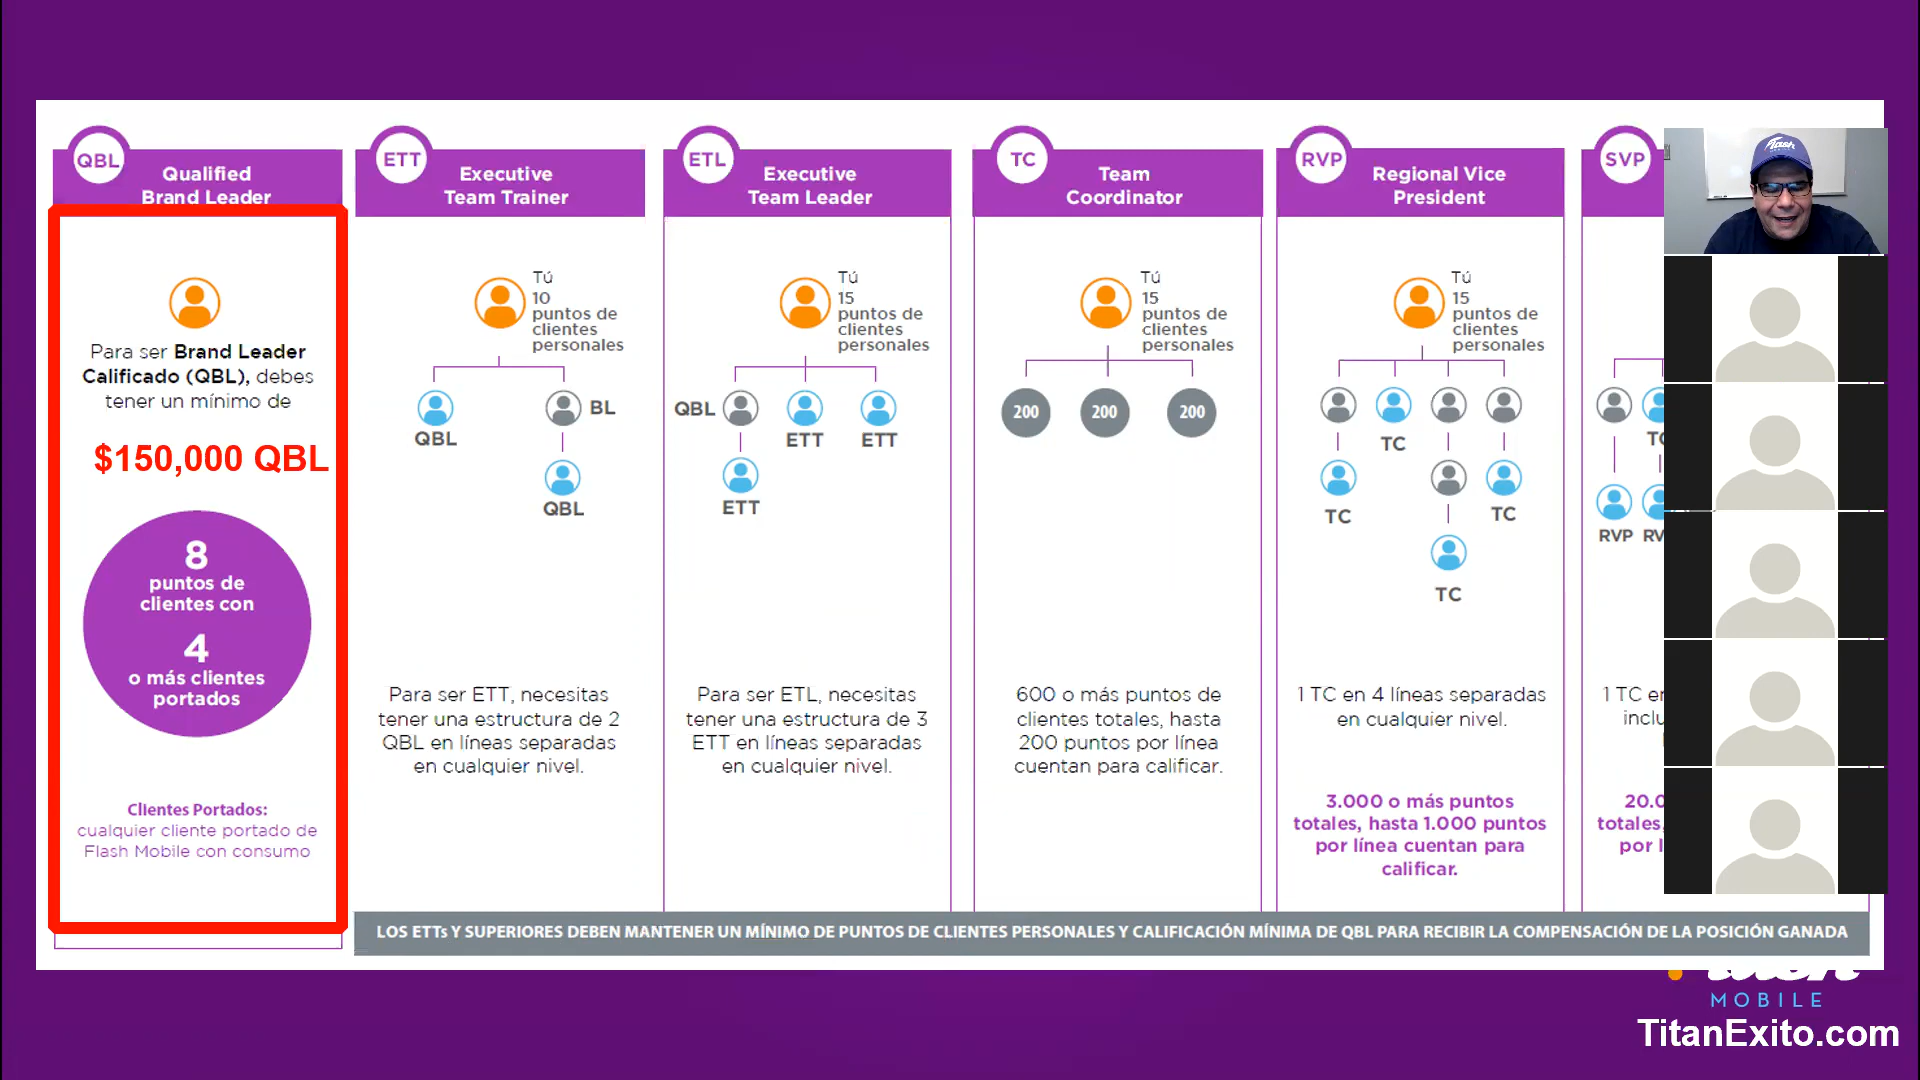 QBL
Qualified
Brand Leader
Para ser Brand Leader
Calificado (QBL), debes
tener un mínimo de
$150,000 QBL
8
puntos de
clientes con
4
o más clientes
portados
Clientes Portados:
cualquier cliente portado de
Flash Mobile con consumo
ETT
Executive
Team Trainer
Tú
10
puntos de
clientes
personales
QBL
BL
QBL
Para ser ETT, necesitas
tener una estructura de 2
QBL en líneas separadas
en cualquier nivel.
ETL
Executive
Team Leader
Tú
15
puntos de
clientes
personales
QBL
ETT
ETT
ETT
Para ser ETL, necesitas
tener una estructura de 3
ETT en líneas separadas
en cualquier nivel.
TC
Team
Coordinator
Tú
15
puntos de
clientes
personales
200
200
200
600 o más puntos de
clientes totales, hasta
200 puntos por línea
cuentan para calificar.
RVP
Regional Vice
President
Tú
15
puntos de
clientes
personales
TC
TC
TC
TC
1 TC en 4 líneas separadas
en cualquier nivel.
3.000 o más puntos
totales, hasta 1.000 puntos
por línea cuentan para
calificar.
SVP
RVP
1 TC
totales,
por
LOS ETTs Y SUPERIORES DEBEN MANTENER UN MÍNIMO DE PUNTOS DE CLIENTES PERSONALES Y CALIFICACIÓN MÍNIMA DE QBL PARA RECIBIR LA COMPENSACIÓN DE LA POSICIÓN GANADA
flash
MOBILE
MOBILE
TitanExito.com